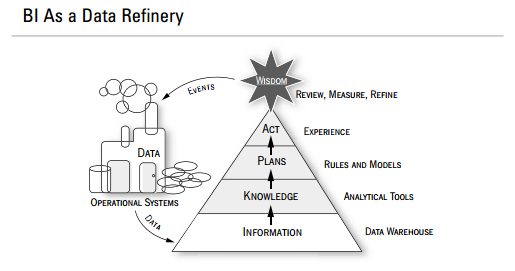 BI As a Data Refinery
WISDOM
EVENTS
REVIEW, MEASURE, REFINE
ACT
EXPERIENCE
DATA
PLANS
RULES AND MODELS
KNOWLEDGE
ANALYTICAL TOOLS
OPERATIONAL SYSTEMS
DATA
INFORMATION
DATA WAREHOUSE